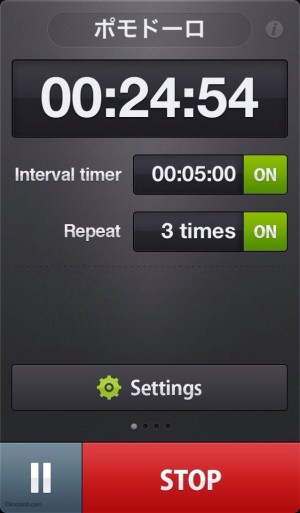 ポモドーロ
00:24:54
Interval timer 00:05:00 ON
Repeat 3 times ON
Settings
STOP